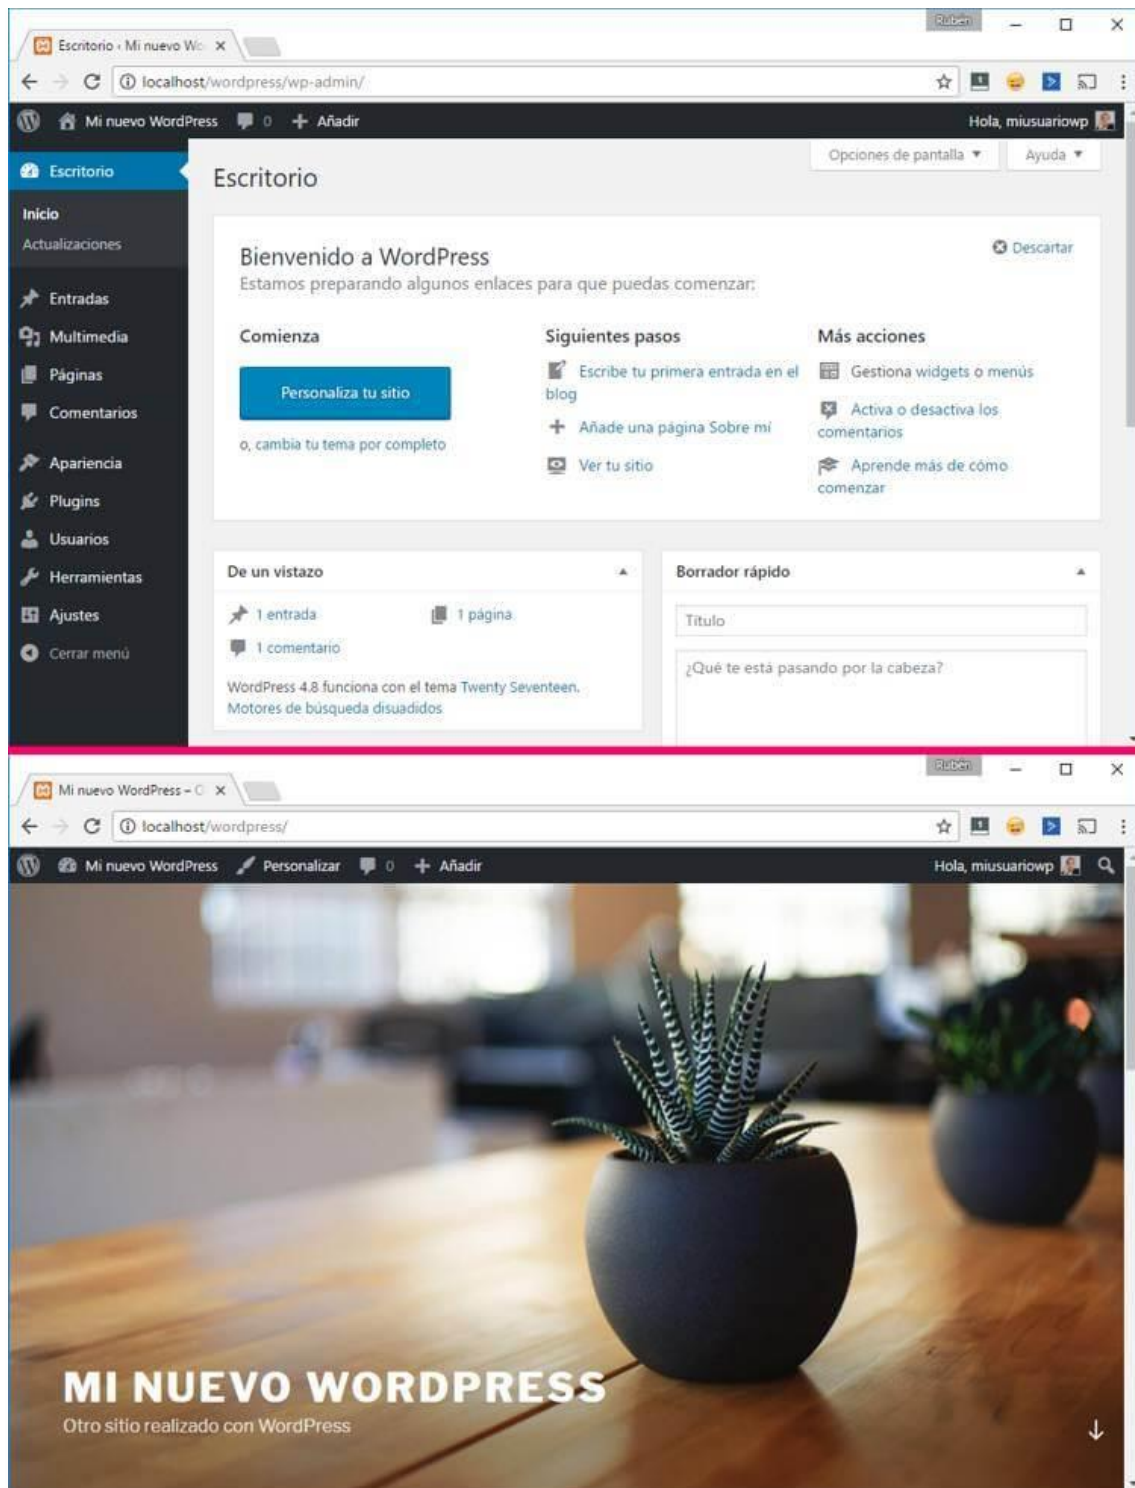 Rubén
Escritorio ‹ Mi nuevo Wo
localhost/wordpress/wp-admin/
Mi nuevo WordPress 0 + Añadir Hola, miusuariowp
Escritorio
Inicio
Actualizaciones
Entradas
Multimedia
Páginas
Comentarios
Apariencia
Plugins
Usuarios
Herramientas
Ajustes
Cerrar menú
Opciones de pantalla Ayuda
Escritorio
Bienvenido a WordPress
Descartar
Estamos preparando algunos enlaces para que puedas comenzar:
Comienza
Personaliza tu sitio
o, cambia tu tema por completo
Siguientes pasos
Escribe tu primera entrada en el
blog
Añade una página Sobre mí
Ver tu sitio
Más acciones
Gestiona widgets o menús
Activa o desactiva los
comentarios
Aprende más de cómo
comenzar
De un vistazo
1 entrada 1 página
1 comentario
WordPress 4.8 funciona con el tema Twenty Seventeen.
Motores de búsqueda disuadidos
Borrador rápido
Título
¿Qué te está pasando por la cabeza?
Rubén
Mi nuevo WordPress –
localhost/wordpress/
Mi nuevo WordPress Personalizar 0 + Añadir Hola, miusuariowp
MI NUEVO WORDPRESS
Otro sitio realizado con WordPress